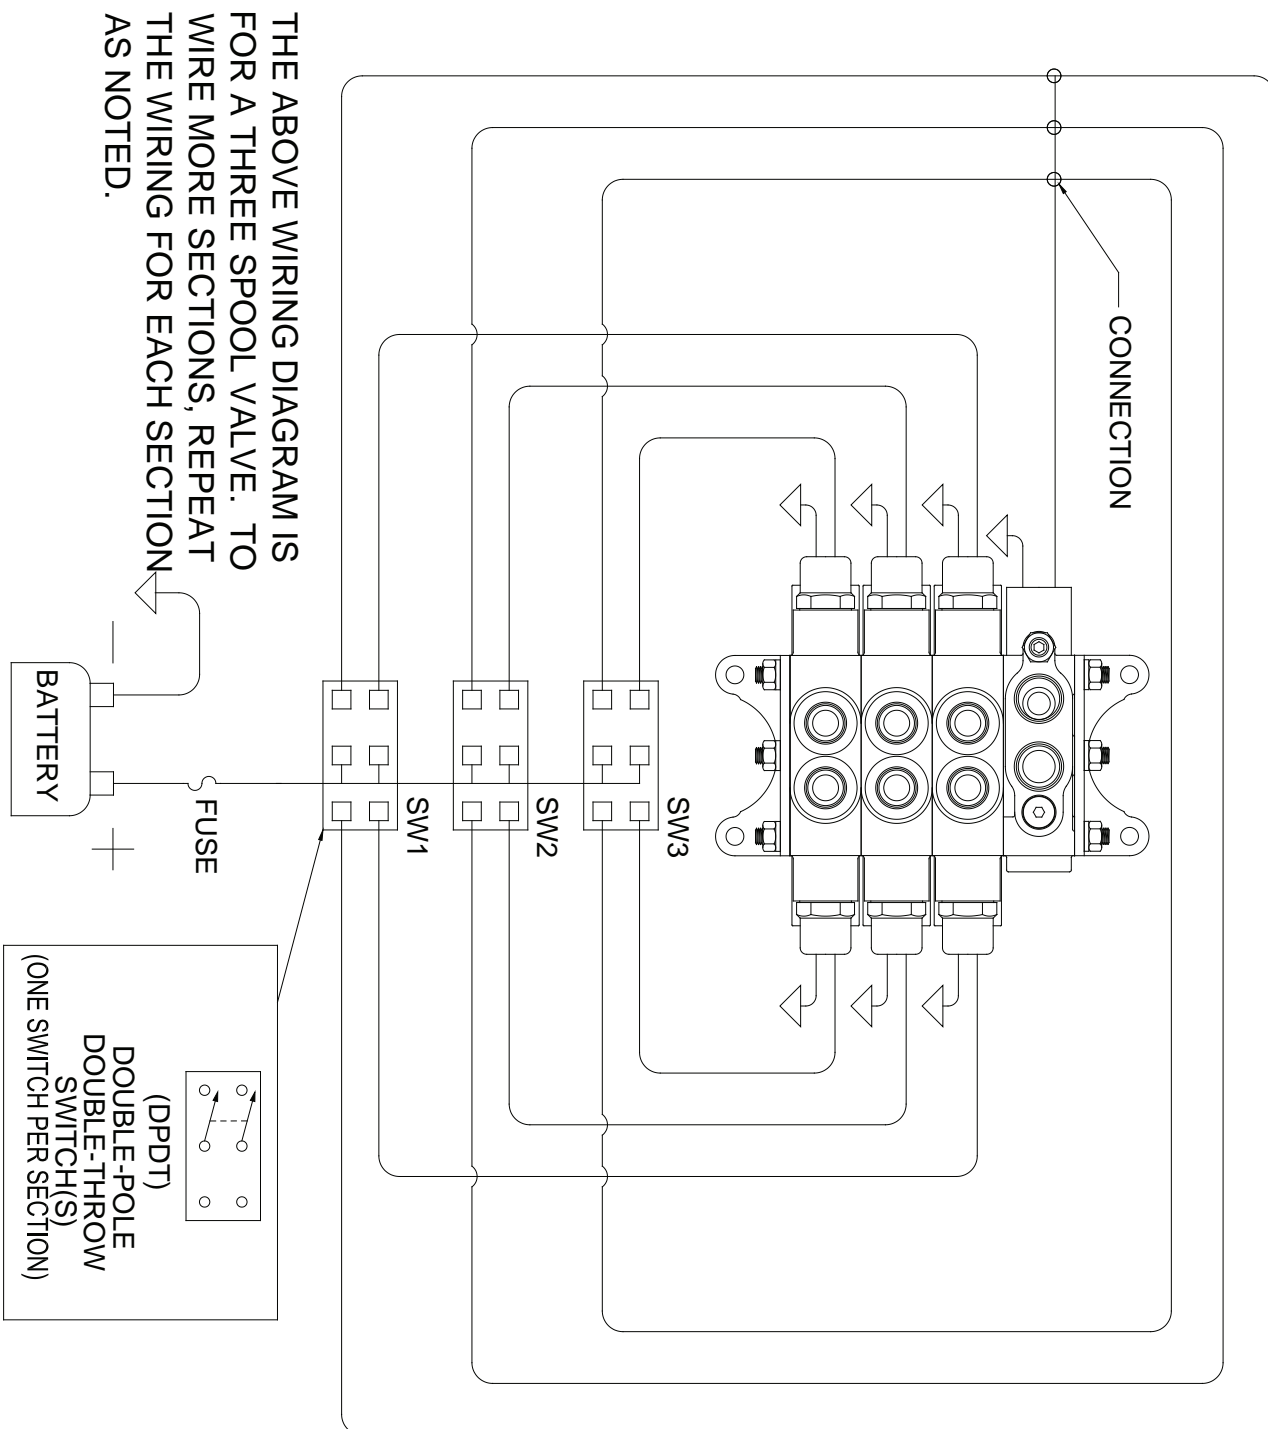 CONNECTION
SW3
SW2
SW1
FUSE
BATTERY
− +
THE ABOVE WIRING DIAGRAM IS
FOR A THREE SPOOL VALVE. TO
WIRE MORE SECTIONS, REPEAT
THE WIRING FOR EACH SECTION
AS NOTED.
(DPDT)
DOUBLE-POLE
DOUBLE-THROW
SWITCH(S)
(ONE SWITCH PER SECTION)